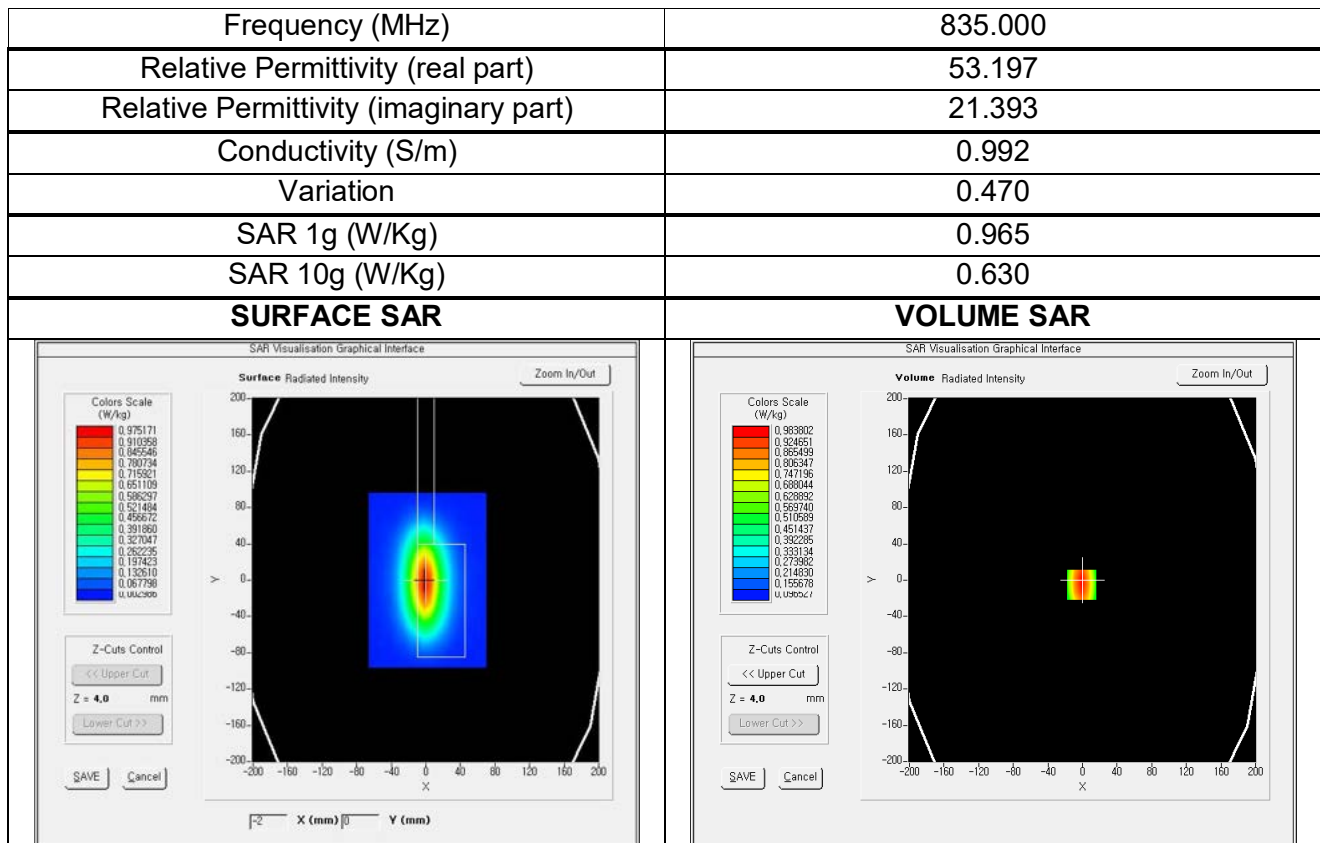 Frequency (MHz) 835.000
Relative Permittivity (real part) 53.197
Relative Permittivity (imaginary part) 21.393
Conductivity (S/m) 0.992
Variation 0.470
SAR 1g (W/Kg) 0.965
SAR 10g (W/Kg) 0.630
SURFACE SAR VOLUME SAR
SAR Visualisation Graphical Interface
Surface Radiated Intensity
Zoom In/Out
Colors Scale
(W/kg)
0.975171
0.910358
0.845546
0.780734
0.715921
0.651109
0.586297
0.521484
0.456672
0.391860
0.327047
0.262235
0.197423
0.132610
0.067798
0.002986
Z-Cuts Control
<< Upper Cut
Z = 4.0 mm
Lower Cut >>
SAVE Cancel
200
160
120
80
40
0
-40
-80
-120
-160
-200
Y
-200 -160 -120 -80 -40 0 40 80 120 160 200
X
-2 X (mm) 0 Y (mm)
SAR Visualisation Graphical Interface
Volume Radiated Intensity
Zoom In/Out
Colors Scale
(W/kg)
0.983802
0.924651
0.865499
0.806347
0.747196
0.688044
0.628892
0.569740
0.510589
0.451437
0.392285
0.333134
0.273982
0.214830
0.155678
0.096527
Z-Cuts Control
<< Upper Cut
Z = 4.0 mm
Lower Cut >>
SAVE Cancel
200
160
120
80
40
0
-40
-80
-120
-160
-200
Y
-200 -160 -120 -80 -40 0 40 80 120 160 200
X